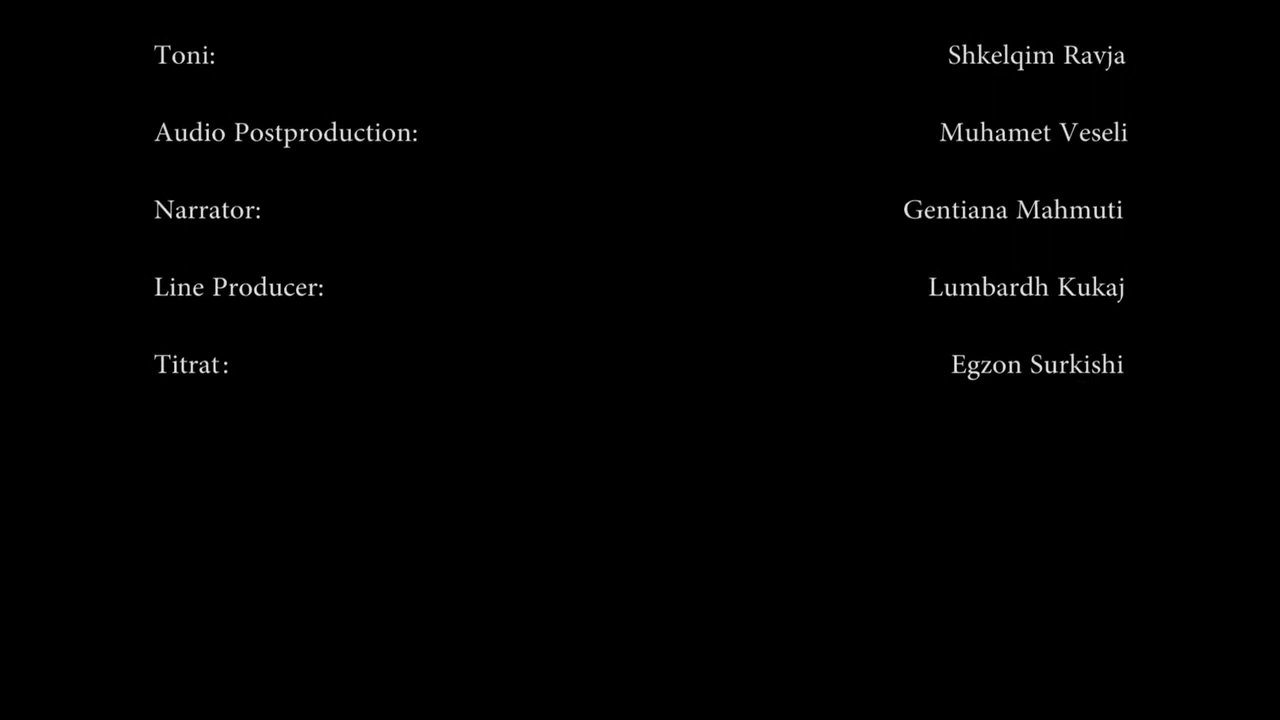 Toni: Shkelqim Ravja
Audio Postproduction: Muhamet Veseli
Narrator: Gentiana Mahmuti
Line Producer: Lumbardh Kukaj
Titrat: Egzon Surkishi